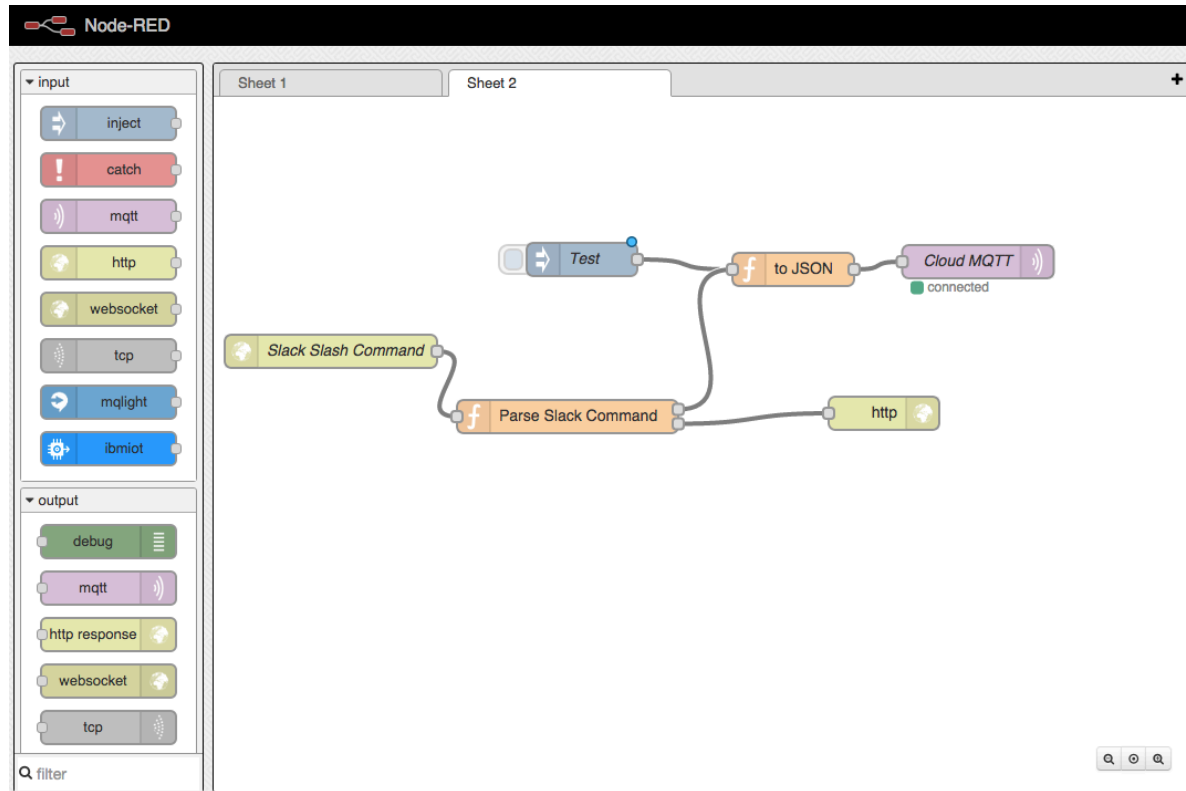 Node-RED
input
inject
catch
mqtt
http
websocket
tcp
mqlight
ibmiot
output
debug
mqtt
http response
websocket
tcp
filter
Sheet 1
Sheet 2
+
Test
to JSON
Cloud MQTT
connected
Slack Slash Command
Parse Slack Command
http